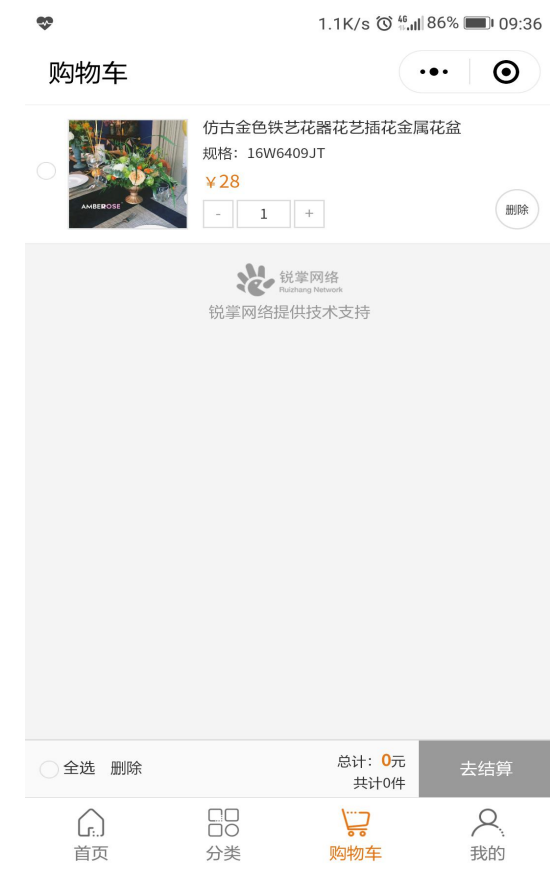 1.1K/s 4G 86% 09:36
购物车
仿古金色铁艺花器花艺插花金属花盆
规格：16W6409JT
¥28
- 1 +
删除
AMBEROSE
锐掌网络
Ruizhang Network
锐掌网络提供技术支持
全选 删除
总计：0元
共计0件
去结算
首页 分类 购物车 我的